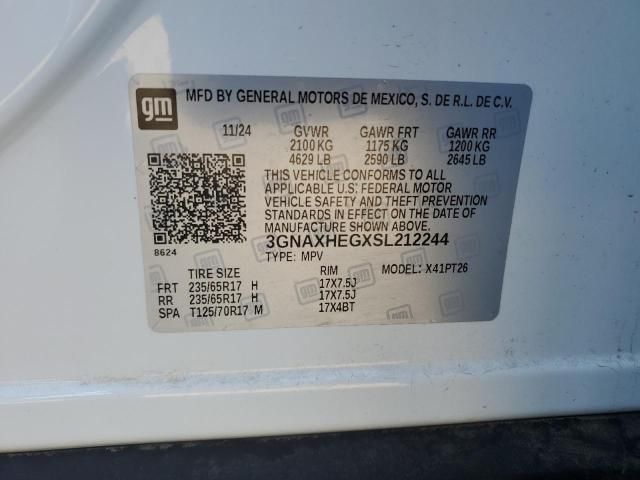 gm MFD BY GENERAL MOTORS DE MEXICO, S. DE R.L. DE C.V.
11/24 GVWR GAWR FRT GAWR RR
2100 KG 1175 KG 1200 KG
4629 LB 2590 LB 2645 LB
THIS VEHICLE CONFORMS TO ALL
APPLICABLE U.S. FEDERAL MOTOR
VEHICLE SAFETY AND THEFT PREVENTION
STANDARDS IN EFFECT ON THE DATE OF
MANUFACTURE SHOWN ABOVE.
8624
3GNAXHEGXSL212244
TYPE: MPV MODEL: X41PT26
TIRE SIZE RIM
FRT 235/65R17 H 17X7.5J
RR 235/65R17 H 17X7.5J
SPA T125/70R17 M 17X4BT